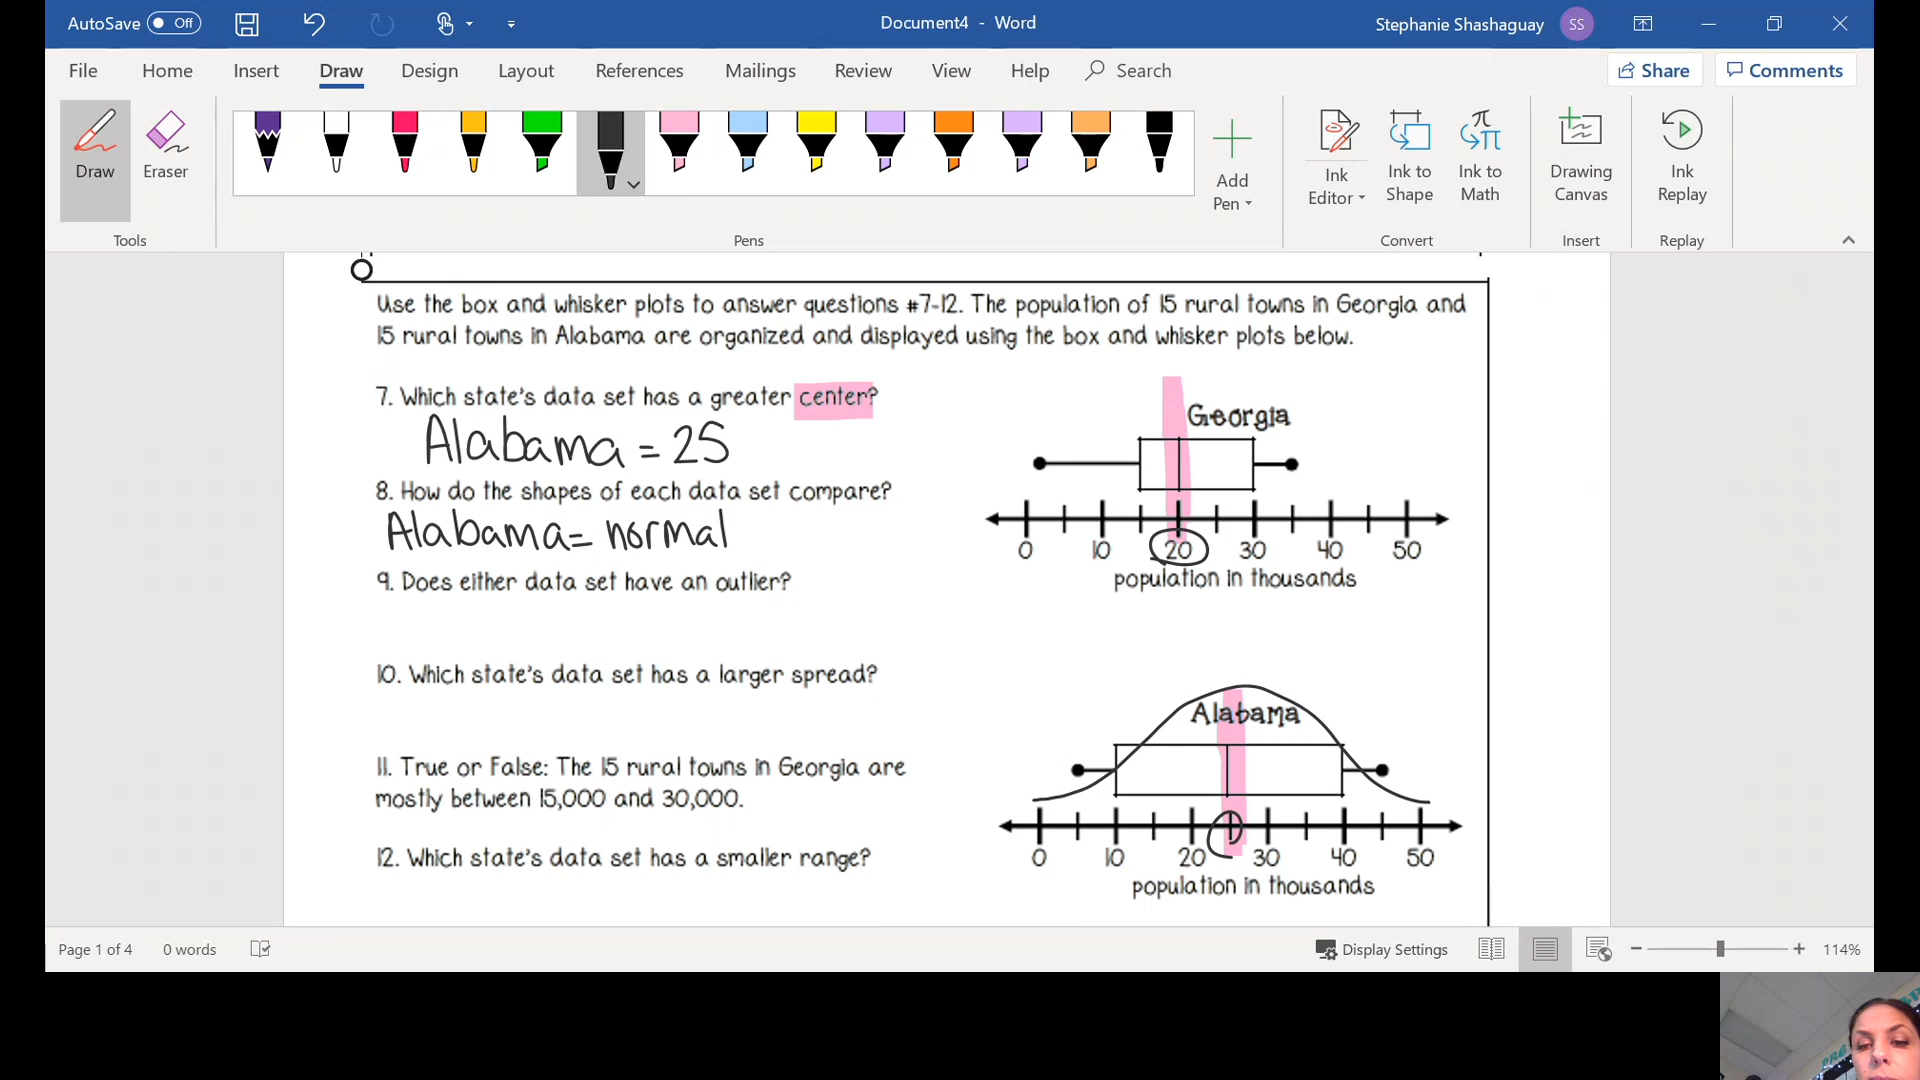 AutoSave Off
Document4 - Word
Stephanie Shashaguay SS
File Home Insert Draw Design Layout References Mailings Review View Help Search Share Comments
Draw Eraser
Add Pen
Ink Editor Ink to Shape Ink to Math Drawing Canvas Ink Replay
Tools Pens Convert Insert Replay
Use the box and whisker plots to answer questions #7-12. The population of 15 rural towns in Georgia and
15 rural towns in Alabama are organized and displayed using the box and whisker plots below.
7. Which state's data set has a greater center?
Alabama = 25
8. How do the shapes of each data set compare?
Alabama= normal
9. Does either data set have an outlier?
10. Which state's data set has a larger spread?
11. True or False: The 15 rural towns in Georgia are
mostly between 15,000 and 30,000.
12. Which state's data set has a smaller range?
Georgia
0 10 20 30 40 50
population in thousands
Alabama
0 10 20 30 40 50
population in thousands
Page 1 of 4 0 words Display Settings 114%